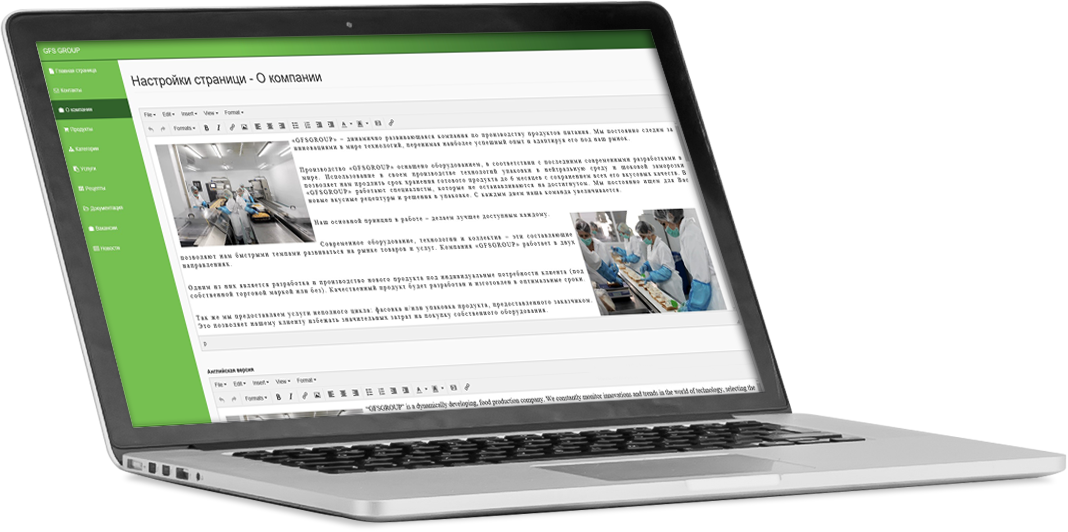 GFS GROUP
Главная страница
Контакты
О компании
Продукты
Категории
Услуги
Рецепты
Документация
Вакансии
Новости
Настройки страници - О компании
File Edit Insert View Format
Formats B I A A
«GFSGROUP» – динамично развивающаяся компания по производству продуктов питания. Мы постоянно следим за
инновациями в мире технологий, перенимая наиболее успешный опыт и адаптируя его под наш рынок.
Производство «GFSGROUP» оснащено оборудованием, в соответствии с последними современными разработками в
мире. Использование в своем производстве технологий упаковки в нейтральную среду и шоковой заморозки
позволяет нам продлить срок хранения готового продукта до 6 месяцев с сохранением всех его вкусовых качеств. В
«GFSGROUP» работают специалисты, которые не останавливаются на достигнутом. Мы постоянно ищем для Вас
новые вкусные рецептуры и решения в упаковке. С каждым днем наша команда увеличивается.
Наш основной принцип в работе – делаем лучшее доступным каждому.
Современное оборудование, технологии и коллектив – эти составляющие
позволяют нам быстрыми темпами развиваться на рынке товаров и услуг. Компания «GFSGROUP» работает в двух
направлениях.
Одним из них является разработка и производство нового продукта под индивидуальные потребности клиента (под
собственной торговой маркой или без). Качественный продукт будет разработан и изготовлен в оптимальные сроки.
Так же мы предоставляем услуги неполного цикла: фасовка и/или упаковка продукта, предоставленного заказчиком.
Это позволяет нашему клиенту избежать значительных затрат на покупку собственного оборудования.
p
Английская версия
File Edit Insert View Format
Formats B I A A
"GFSGROUP" is a dynamically developing, food production company. We constantly monitor innovations and trends in the world of technology, selecting the